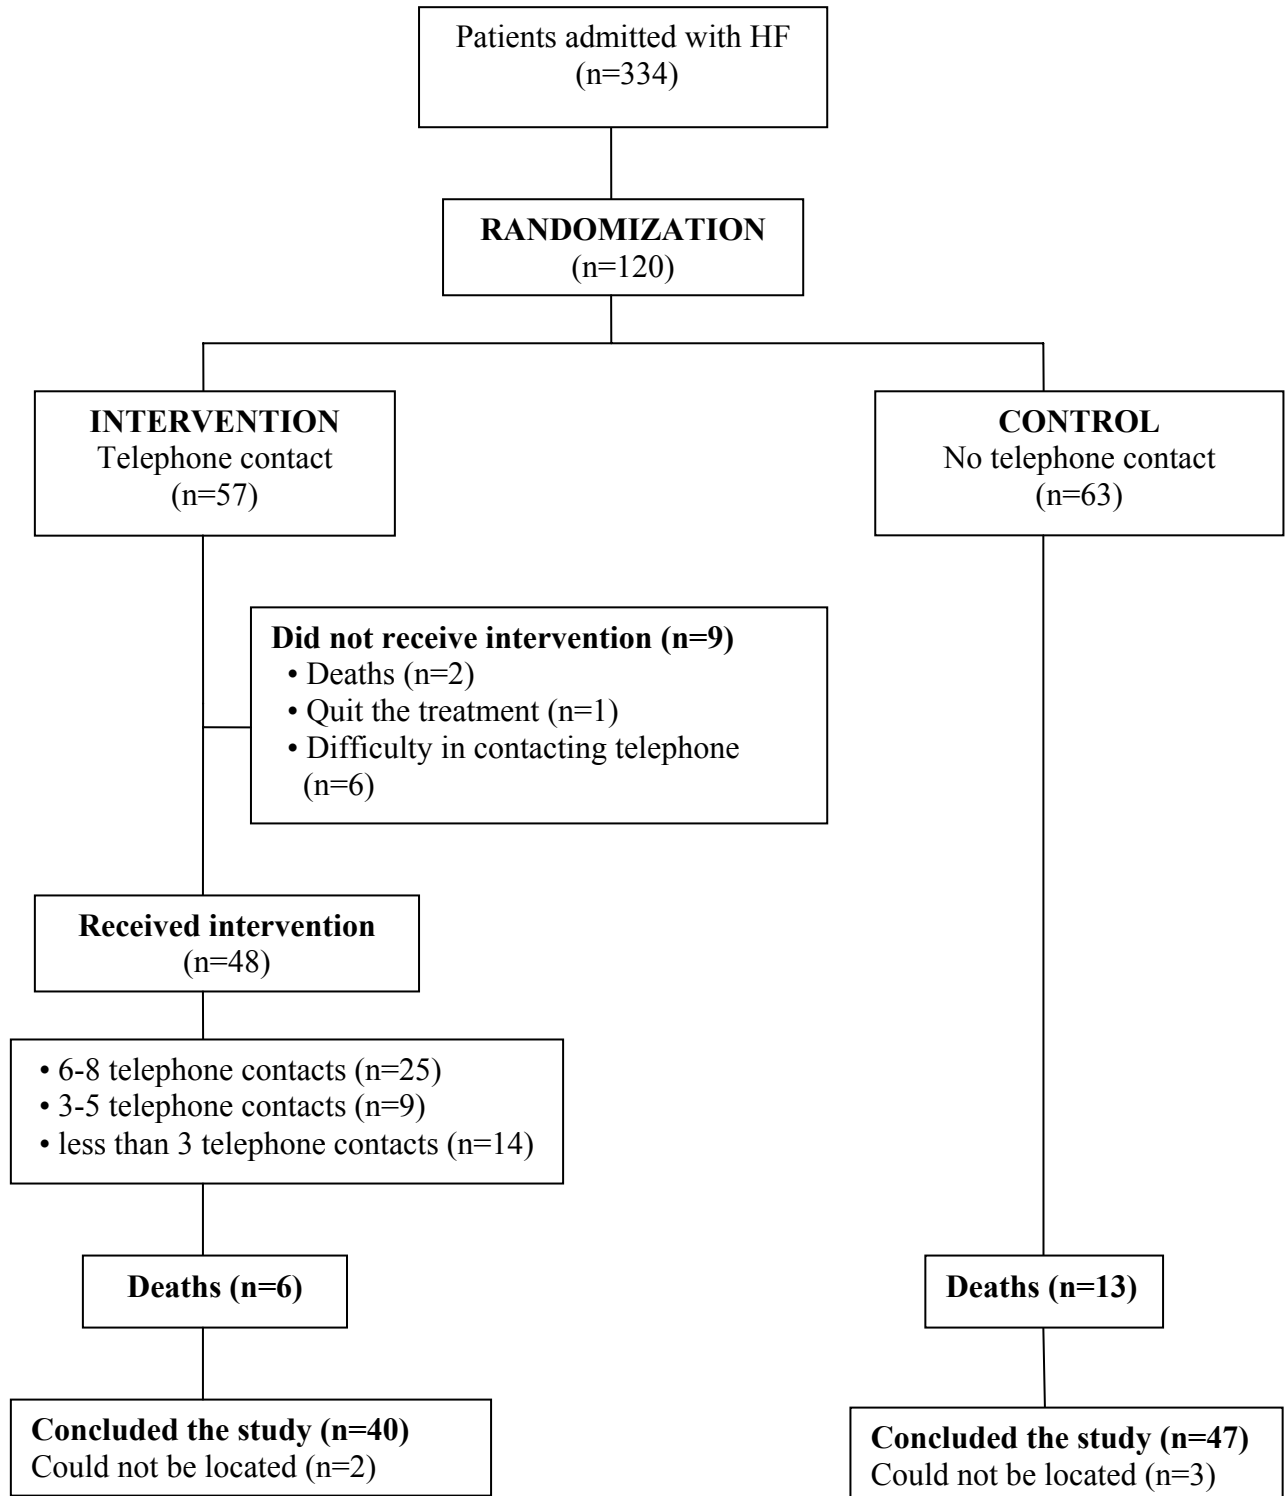 Patients admitted with HF
(n=334)
RANDOMIZATION
(n=120)
INTERVENTION
Telephone contact
(n=57)
CONTROL
No telephone contact
(n=63)
Did not receive intervention (n=9)
• Deaths (n=2)
• Quit the treatment (n=1)
• Difficulty in contacting telephone
(n=6)
Received intervention
(n=48)
• 6-8 telephone contacts (n=25)
• 3-5 telephone contacts (n=9)
• less than 3 telephone contacts (n=14)
Deaths (n=6)
Deaths (n=13)
Concluded the study (n=40)
Could not be located (n=2)
Concluded the study (n=47)
Could not be located (n=3)